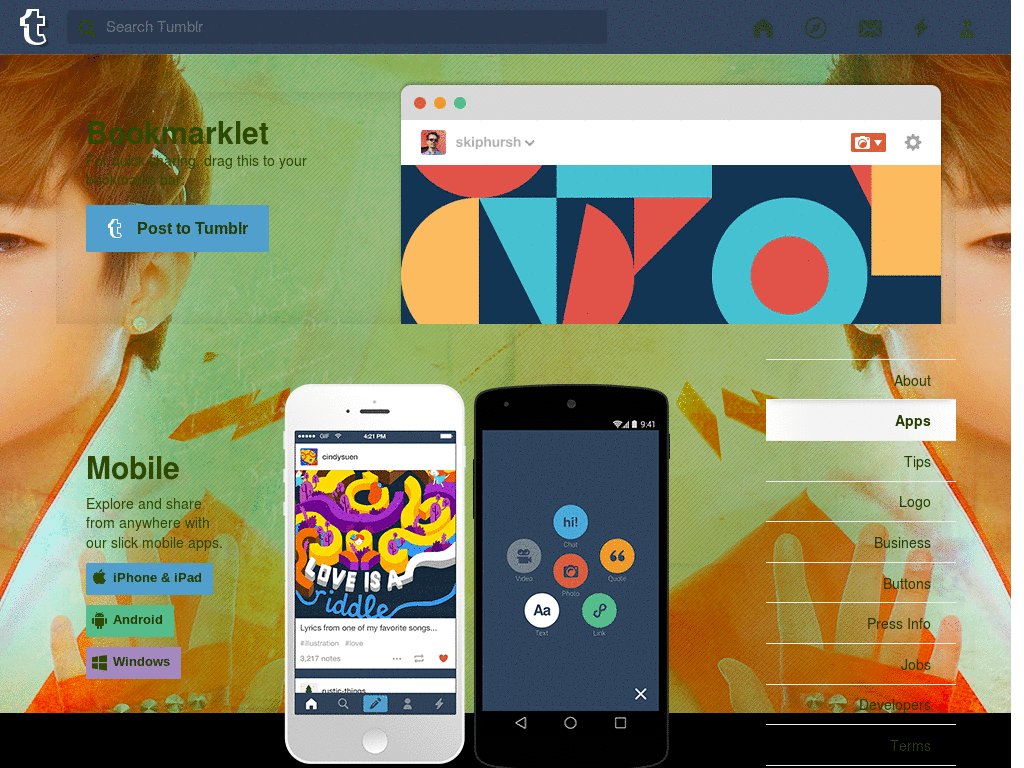 t Search Tumblr
Bookmarklet
For quick sharing, drag this to your
bookmarks bar.
t Post to Tumblr
skiphursh
About
Apps
Tips
Logo
Business
Buttons
Press Info
Jobs
Developers
Terms
Mobile
Explore and share
from anywhere with
our slick mobile apps.
iPhone & iPad
Android
Windows
GIF 4:21 PM
cindysuen
LOVE IS A
riddle
Lyrics from one of my favorite songs...
#illustration #love
3,217 notes
rustic-things
9:41
hi!
Chat
Video
Photo
Quote
Aa
Text
Link